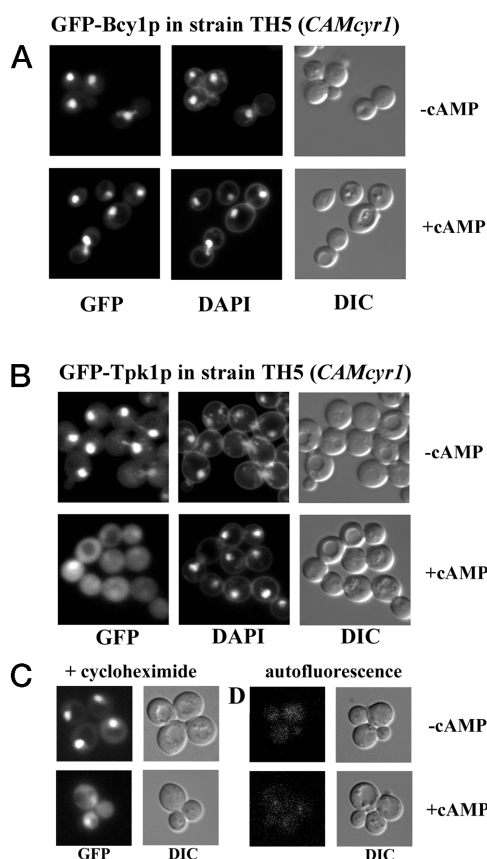 GFP-Bcy1p in strain TH5 (CAMcyr1)
A
-cAMP
+cAMP
GFP DAPI DIC
B
GFP-Tpk1p in strain TH5 (CAMcyr1)
-cAMP
+cAMP
GFP DAPI DIC
C + cycloheximide
D autofluorescence
-cAMP
+cAMP
GFP DIC DIC